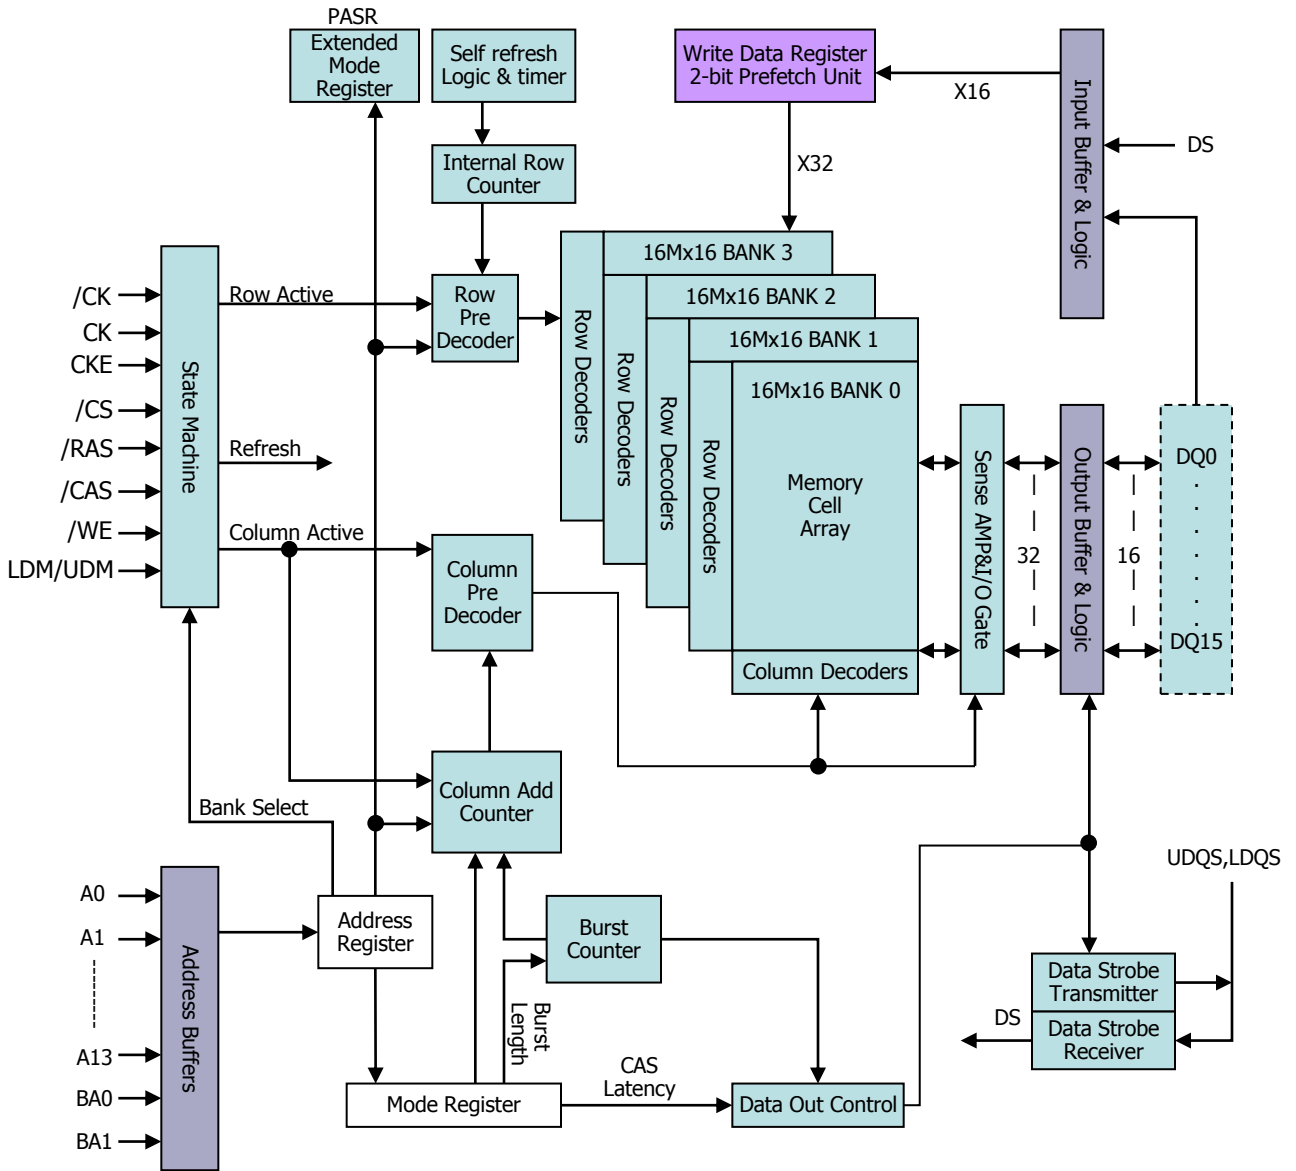 PASR
Extended
Mode
Register
Self refresh
Logic & timer
Write Data Register
2-bit Prefetch Unit
X16
Input Buffer & Logic
DS
Internal Row
Counter
X32
16Mx16 BANK 3
16Mx16 BANK 2
16Mx16 BANK 1
16Mx16 BANK 0
Row Decoders
Row Decoders
Row Decoders
Row Decoders
Memory
Cell
Array
Column Decoders
Row
Pre
Decoder
/CK
CK
CKE
/CS
/RAS
/CAS
/WE
LDM/UDM
State Machine
Row Active
Refresh
Column Active
Column
Pre
Decoder
Sense AMP&I/O Gate
32
Output Buffer & Logic
16
DQ0
DQ15
Column Add
Counter
Bank Select
A0
A1
A13
BA0
BA1
Address Buffers
Address
Register
Burst
Counter
Burst
Length
Mode Register
CAS
Latency
Data Out Control
UDQS,LDQS
Data Strobe
Transmitter
Data Strobe
Receiver
DS